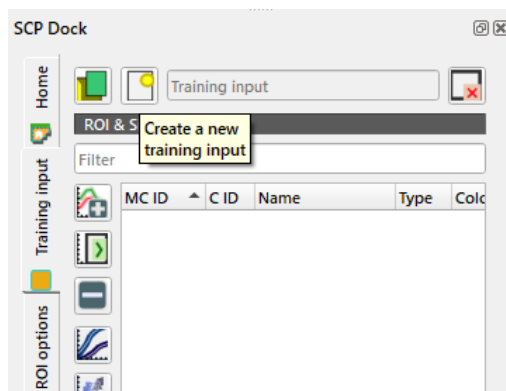 SCP Dock
Home
Training input
ROI options
Training input
ROI & S
Create a new
training input
Filter
MC ID
C ID
Name
Type
Colo